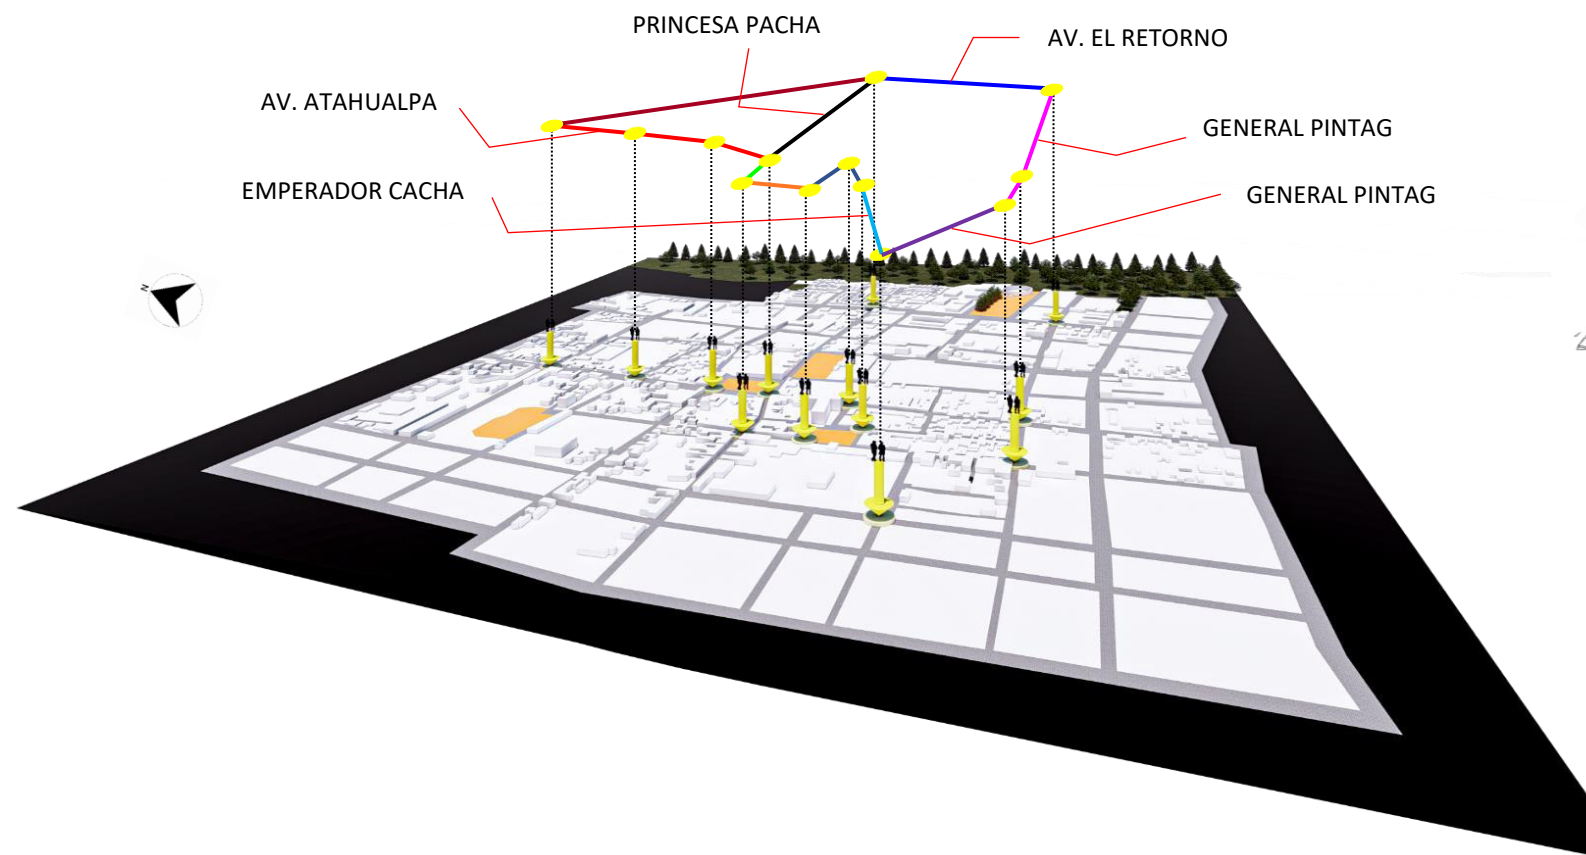 PRINCESA PACHA
AV. EL RETORNO
AV. ATAHUALPA
GENERAL PINTAG
EMPERADOR CACHA
GENERAL PINTAG
N